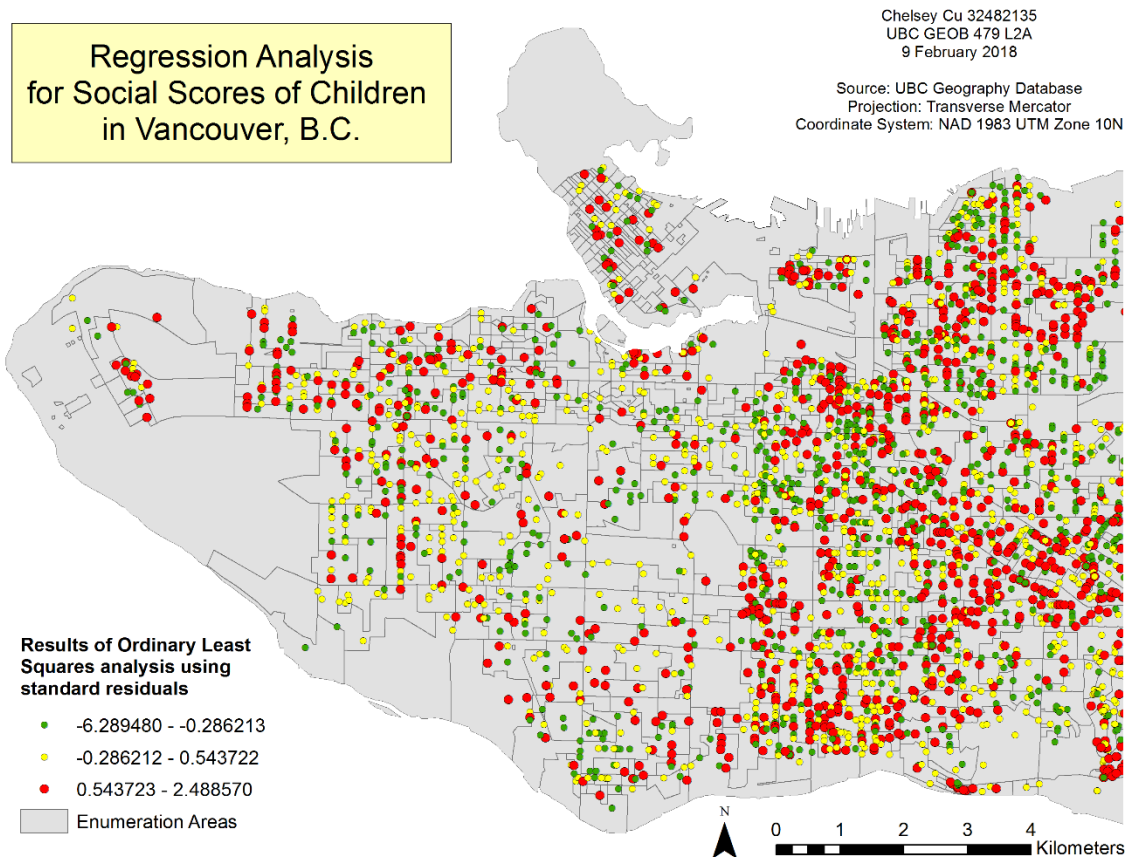 Regression Analysis
for Social Scores of Children
in Vancouver, B.C.
Chelsey Cu 32482135
UBC GEOB 479 L2A
9 February 2018
Source: UBC Geography Database
Projection: Transverse Mercator
Coordinate System: NAD 1983 UTM Zone 10N
Results of Ordinary Least
Squares analysis using
standard residuals
-6.289480 - -0.286213
-0.286212 - 0.543722
0.543723 - 2.488570
Enumeration Areas
N
0 1 2 3 4
Kilometers